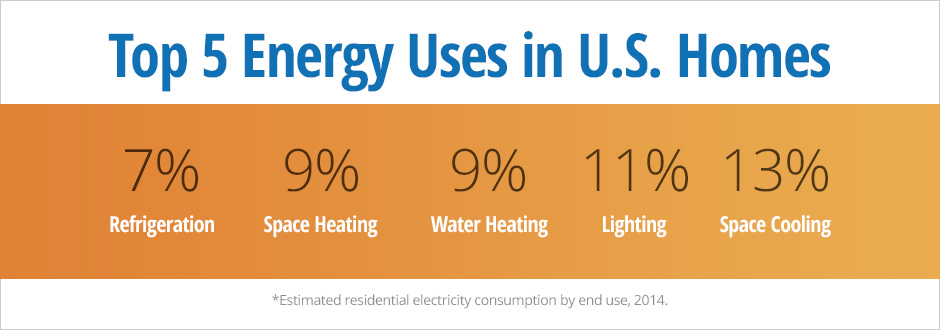 Top 5 Energy Uses in U.S. Homes
7% 9% 9% 11% 13%
Refrigeration Space Heating Water Heating Lighting Space Cooling
*Estimated residential electricity consumption by end use, 2014.